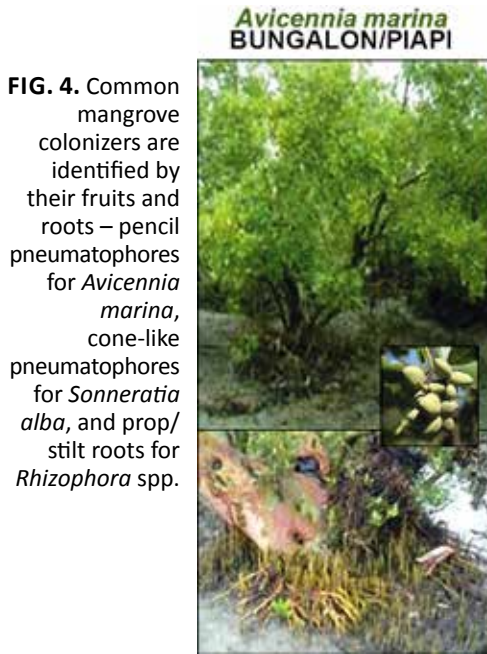 Avicennia marina
BUNGALON/PIAPI
FIG. 4. Common
mangrove
colonizers are
identified by
their fruits and
roots – pencil
pneumatophores
for Avicennia
marina,
cone-like
pneumatophores
for Sonneratia
alba, and prop/
stilt roots for
Rhizophora spp.